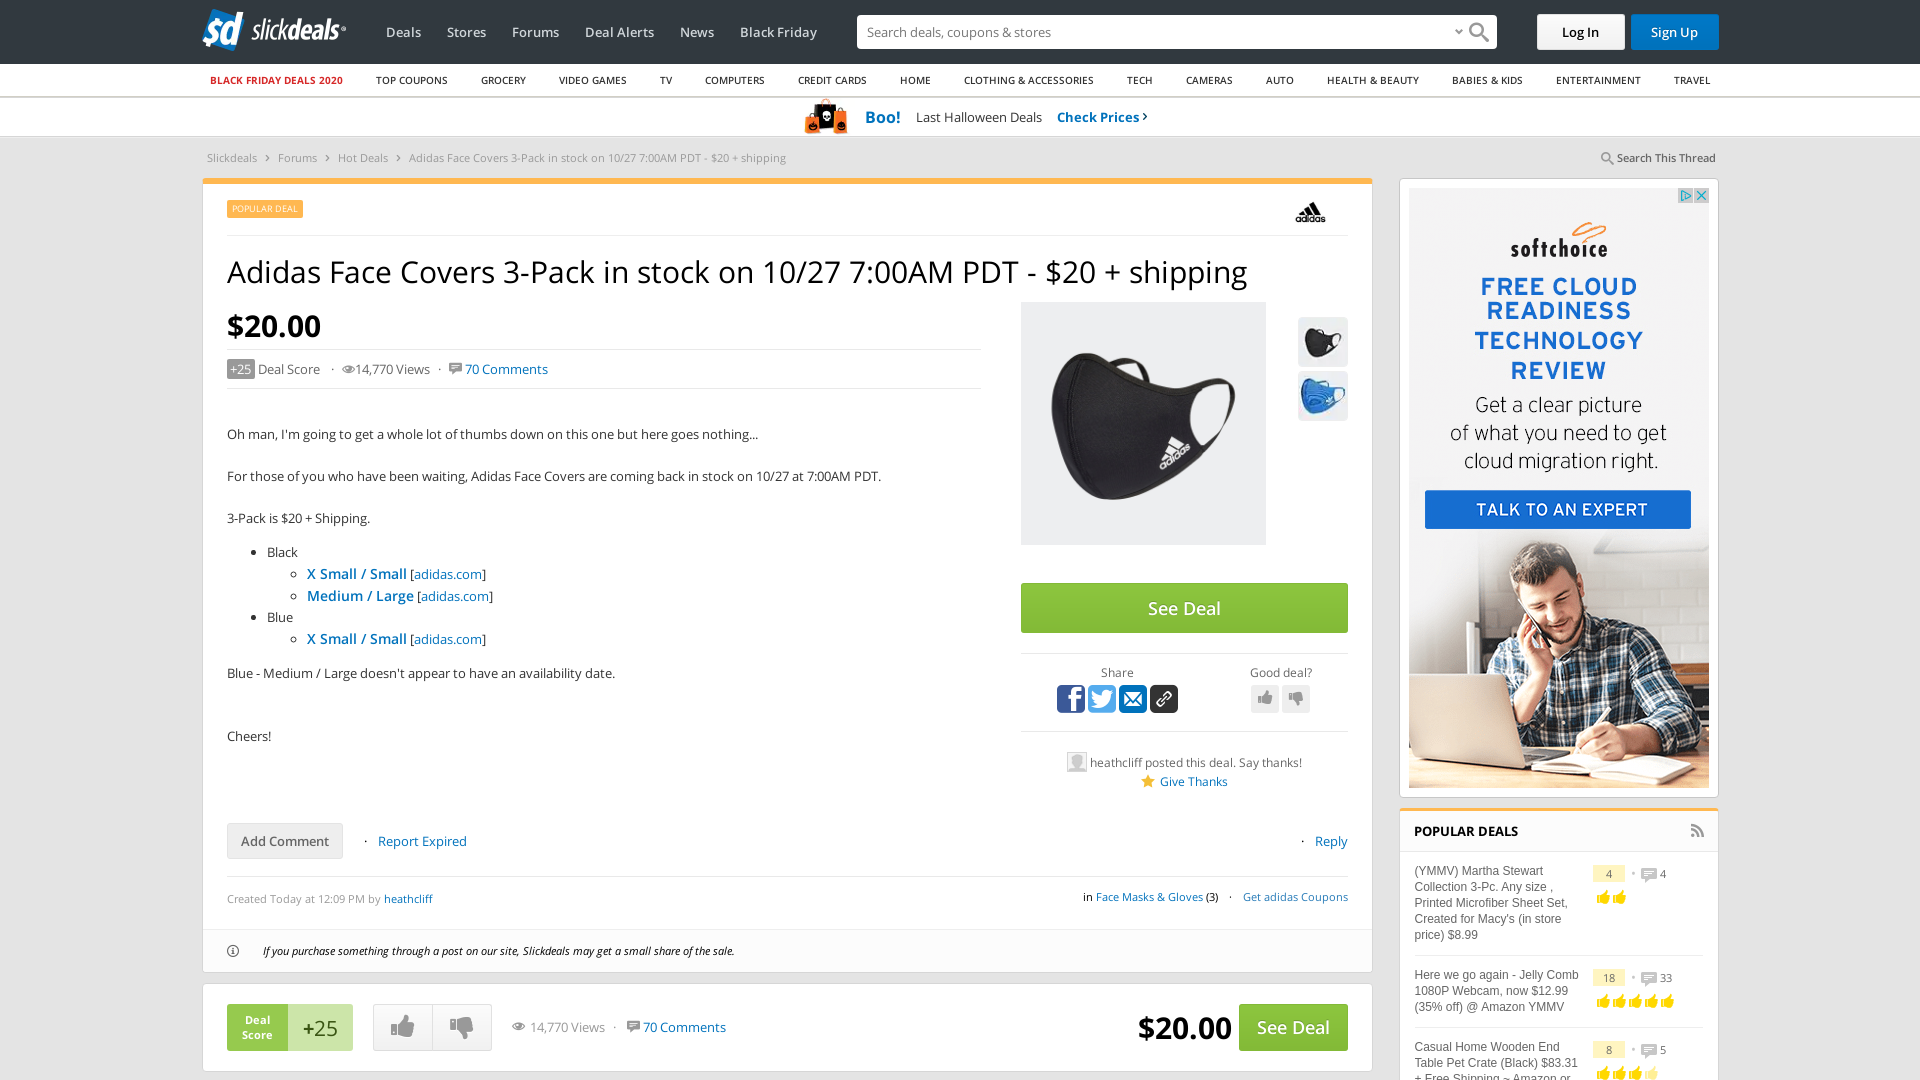 slickdeals
Deals
Stores
Forums
Deal Alerts
News
Black Friday
Search deals, coupons & stores
Log In
Sign Up
BLACK FRIDAY DEALS 2020
TOP COUPONS
GROCERY
VIDEO GAMES
TV
COMPUTERS
CREDIT CARDS
HOME
CLOTHING & ACCESSORIES
TECH
CAMERAS
AUTO
HEALTH & BEAUTY
BABIES & KIDS
ENTERTAINMENT
TRAVEL
Boo! Last Halloween Deals Check Prices
Slickdeals > Forums > Hot Deals > Adidas Face Covers 3-Pack in stock on 10/27 7:00AM PDT - $20 + shipping
Search This Thread
POPULAR DEAL
adidas
Adidas Face Covers 3-Pack in stock on 10/27 7:00AM PDT - $20 + shipping
$20.00
+25 Deal Score · 14,770 Views · 70 Comments
Oh man, I'm going to get a whole lot of thumbs down on this one but here goes nothing...
For those of you who have been waiting, Adidas Face Covers are coming back in stock on 10/27 at 7:00AM PDT.
3-Pack is $20 + Shipping.
Black
X Small / Small [adidas.com]
Medium / Large [adidas.com]
Blue
X Small / Small [adidas.com]
Blue - Medium / Large doesn't appear to have an availability date.
Cheers!
adidas
See Deal
Share
Good deal?
heathcliff posted this deal. Say thanks!
Give Thanks
Add Comment
· Report Expired
· Reply
Created Today at 12:09 PM by heathcliff
in Face Masks & Gloves (3) · Get adidas Coupons
If you purchase something through a post on our site, Slickdeals may get a small share of the sale.
Deal
Score
+25
14,770 Views · 70 Comments
$20.00
See Deal
softchoice
FREE CLOUD
READINESS
TECHNOLOGY
REVIEW
Get a clear picture
of what you need to get
cloud migration right.
TALK TO AN EXPERT
POPULAR DEALS
(YMMV) Martha Stewart
Collection 3-Pc. Any size ,
Printed Microfiber Sheet Set,
Created for Macy's (in store
price) $8.99
4 • 4
Here we go again - Jelly Comb
1080P Webcam, now $12.99
(35% off) @ Amazon YMMV
18 • 33
Casual Home Wooden End
Table Pet Crate (Black) $83.31
+ Free Shipping ~ Amazon or
8 • 5